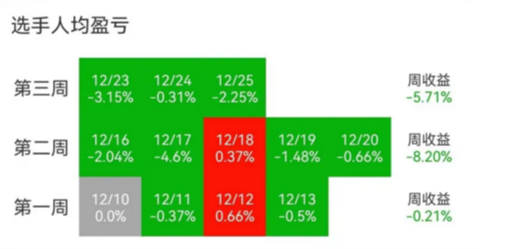 选手人均盈亏
第三周
12/23 12/24 12/25 周收益
-3.15% -0.31% -2.25% -5.71%
第二周
12/16 12/17 12/18 12/19 12/20 周收益
-2.04% -4.6% 0.37% -1.48% -0.66% -8.20%
第一周
12/10 12/11 12/12 12/13 周收益
0.0% -0.37% 0.66% -0.5% -0.21%